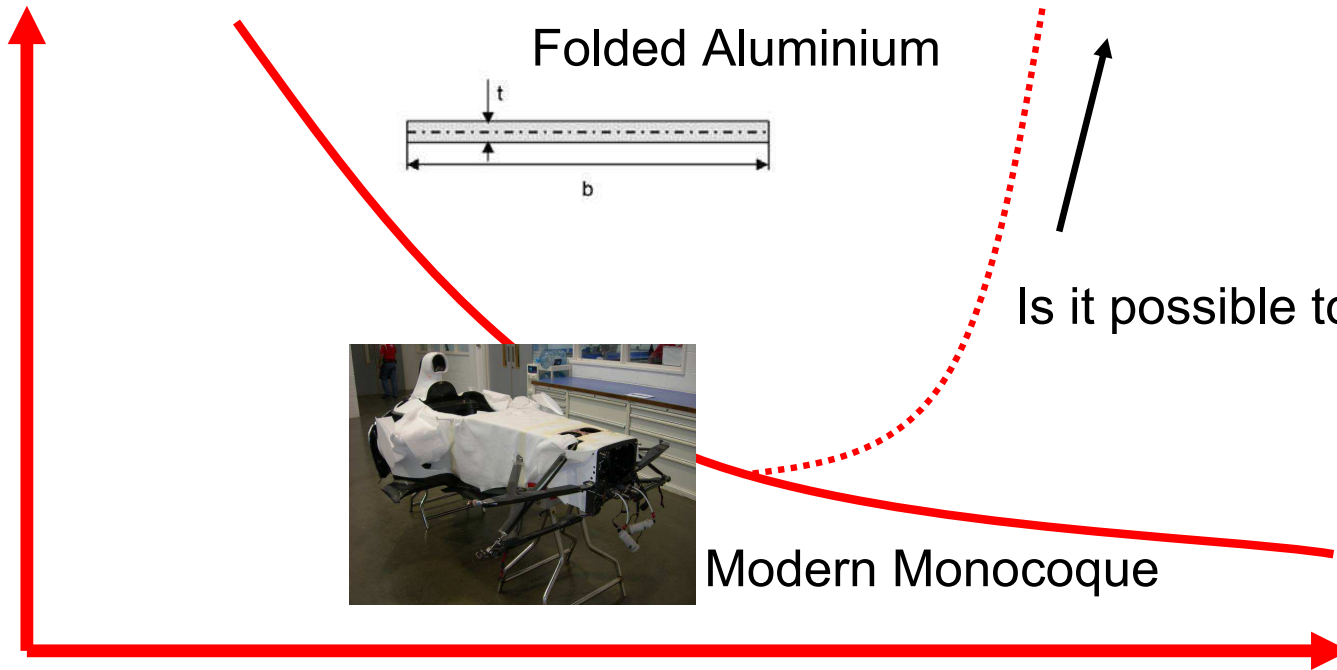 Folded Aluminium
t
b
Is it possible to
Modern Monocoque